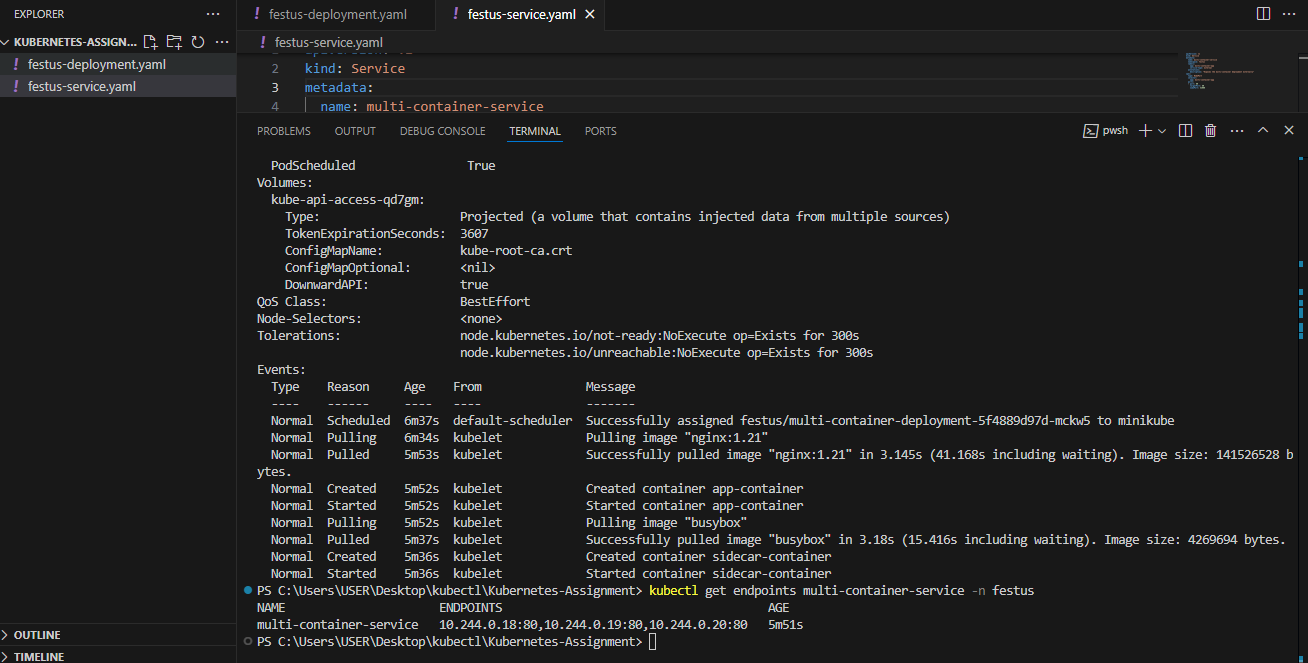 EXPLORER
KUBERNETES-ASSIGN...
festus-deployment.yaml
festus-service.yaml
OUTLINE
TIMELINE
festus-deployment.yaml
festus-service.yaml
festus-service.yaml
2 kind: Service
3 metadata:
4 name: multi-container-service
PROBLEMS OUTPUT DEBUG CONSOLE TERMINAL PORTS
pwsh
PodScheduled True
Volumes:
kube-api-access-qd7gm:
Type: Projected (a volume that contains injected data from multiple sources)
TokenExpirationSeconds: 3607
ConfigMapName: kube-root-ca.crt
ConfigMapOptional: <nil>
DownwardAPI: true
QoS Class: BestEffort
Node-Selectors: <none>
Tolerations: node.kubernetes.io/not-ready:NoExecute op=Exists for 300s
node.kubernetes.io/unreachable:NoExecute op=Exists for 300s
Events:
Type Reason Age From Message
---- ------ ---- ---- -------
Normal Scheduled 6m37s default-scheduler Successfully assigned festus/multi-container-deployment-5f4889d97d-mckw5 to minikube
Normal Pulling 6m34s kubelet Pulling image "nginx:1.21"
Normal Pulled 5m53s kubelet Successfully pulled image "nginx:1.21" in 3.145s (41.168s including waiting). Image size: 141526528 b
ytes.
Normal Created 5m52s kubelet Created container app-container
Normal Started 5m52s kubelet Started container app-container
Normal Pulling 5m52s kubelet Pulling image "busybox"
Normal Pulled 5m37s kubelet Successfully pulled image "busybox" in 3.18s (15.416s including waiting). Image size: 4269694 bytes.
Normal Created 5m36s kubelet Created container sidecar-container
Normal Started 5m36s kubelet Started container sidecar-container
PS C:\Users\USER\Desktop\kubectl\Kubernetes-Assignment> kubectl get endpoints multi-container-service -n festus
NAME ENDPOINTS AGE
multi-container-service 10.244.0.18:80,10.244.0.19:80,10.244.0.20:80 5m51s
PS C:\Users\USER\Desktop\kubectl\Kubernetes-Assignment>